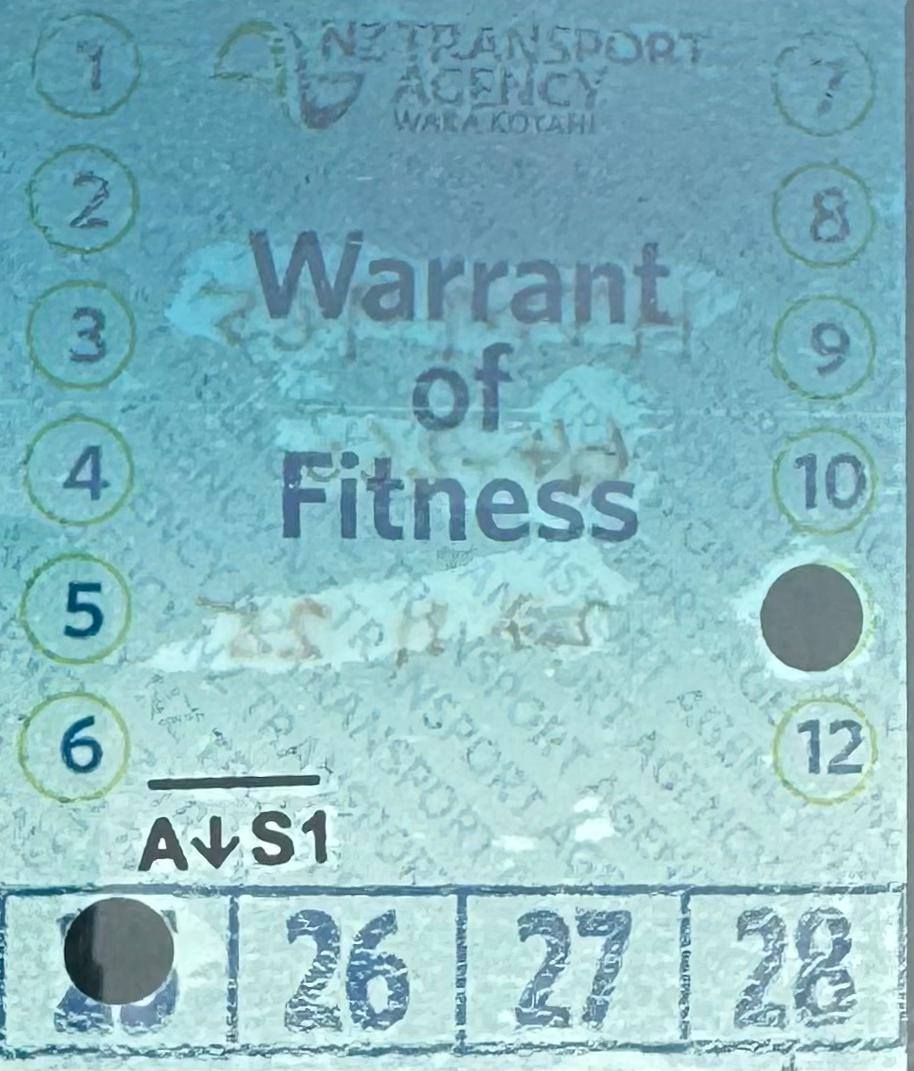 NZ TRANSPORT
AGENCY
WAKA KOTAHI
1
7
2
8
Warrant
3
9
of
4
10
Fitness
5
6
12
A↓S1
26
27
28